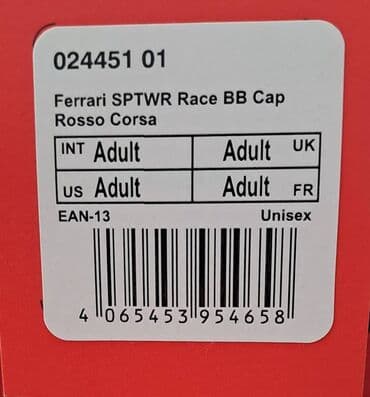 024451 01
Ferrari SPTWR Race BB Cap
Rosso Corsa
INT Adult Adult UK
US Adult Adult FR
EAN-13 Unisex
4 065453 954658